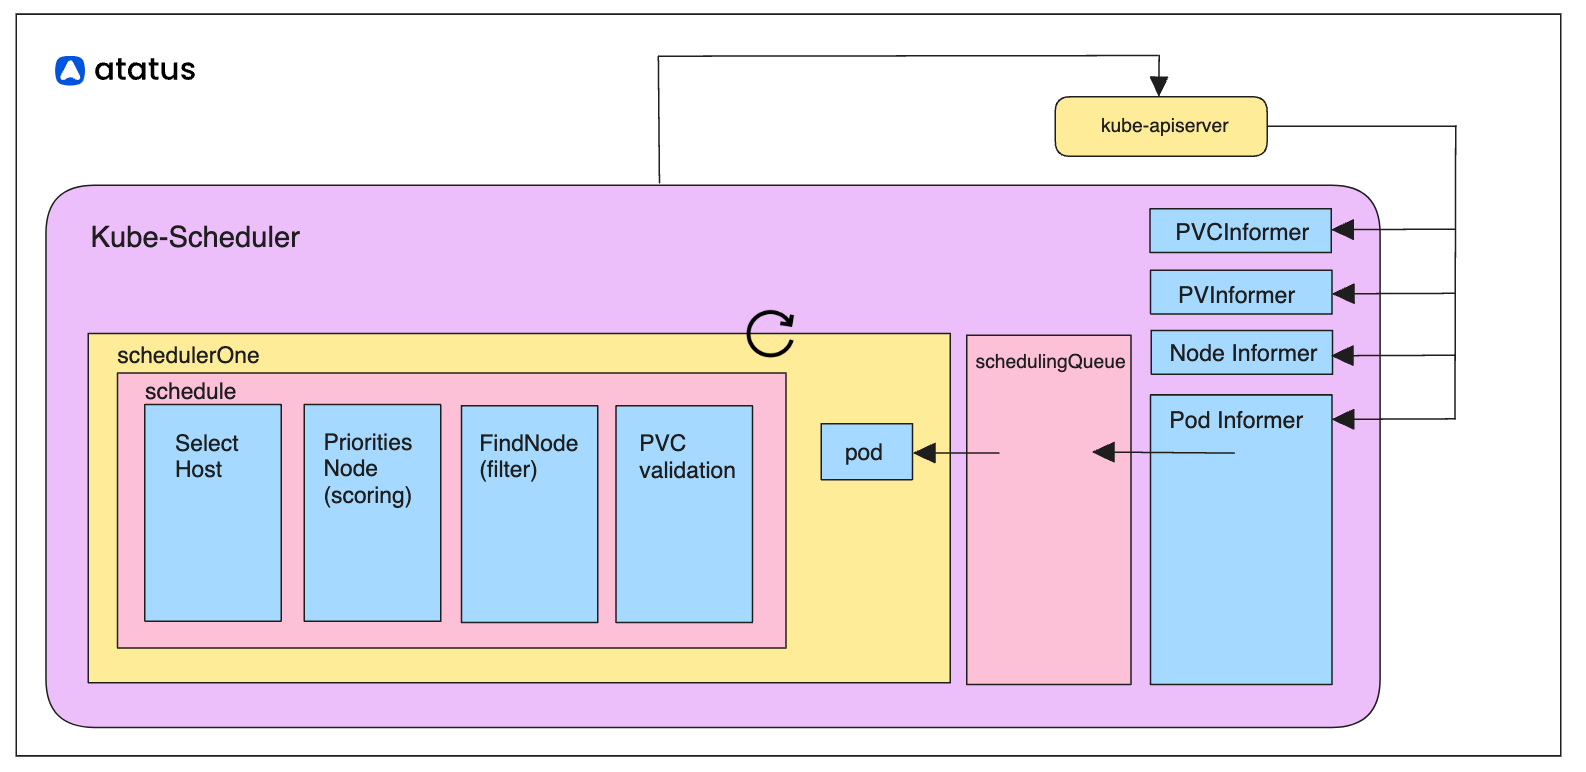 atatus
kube-apiserver
Kube-Scheduler
PVCInformer
PVInformer
Node Informer
Pod Informer
schedulingQueue
schedulerOne
schedule
Select
Host
Priorities
Node
(scoring)
FindNode
(filter)
PVC
validation
pod